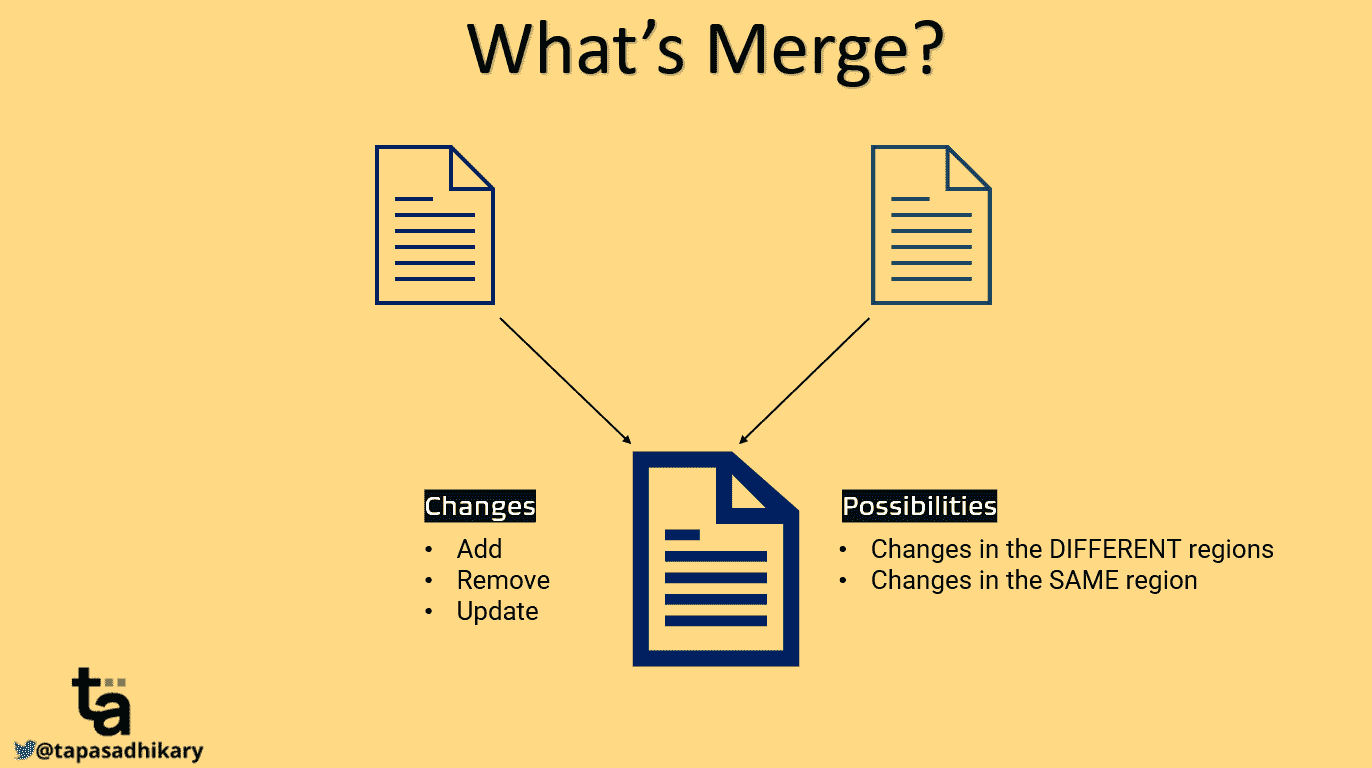 What's Merge?
Changes
• Add
• Remove
• Update
Possibilities
• Changes in the DIFFERENT regions
• Changes in the SAME region
ta
@tapasadhikary